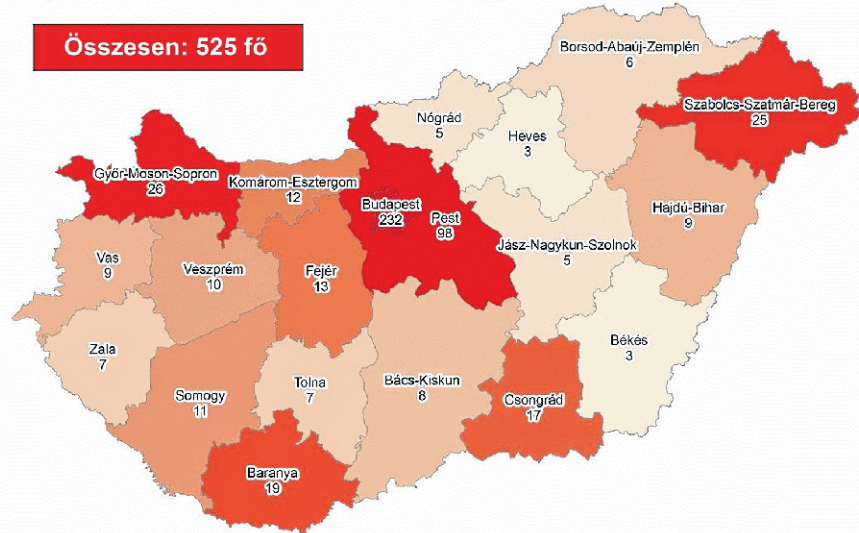 Összesen: 525 fő
Borsod-Abaúj-Zemplén
6
Szabolcs-Szatmár-Bereg
25
Nógrád
5
Heves
3
Győr-Moson-Sopron
26
Komárom-Esztergom
12
Budapest
232
Pest
98
Hajdú-Bihar
9
Jász-Nagykun-Szolnok
5
Vas
9
Veszprém
10
Fejér
13
Zala
7
Békés
3
Somogy
11
Tolna
7
Bács-Kiskun
8
Csongrád
17
Baranya
19